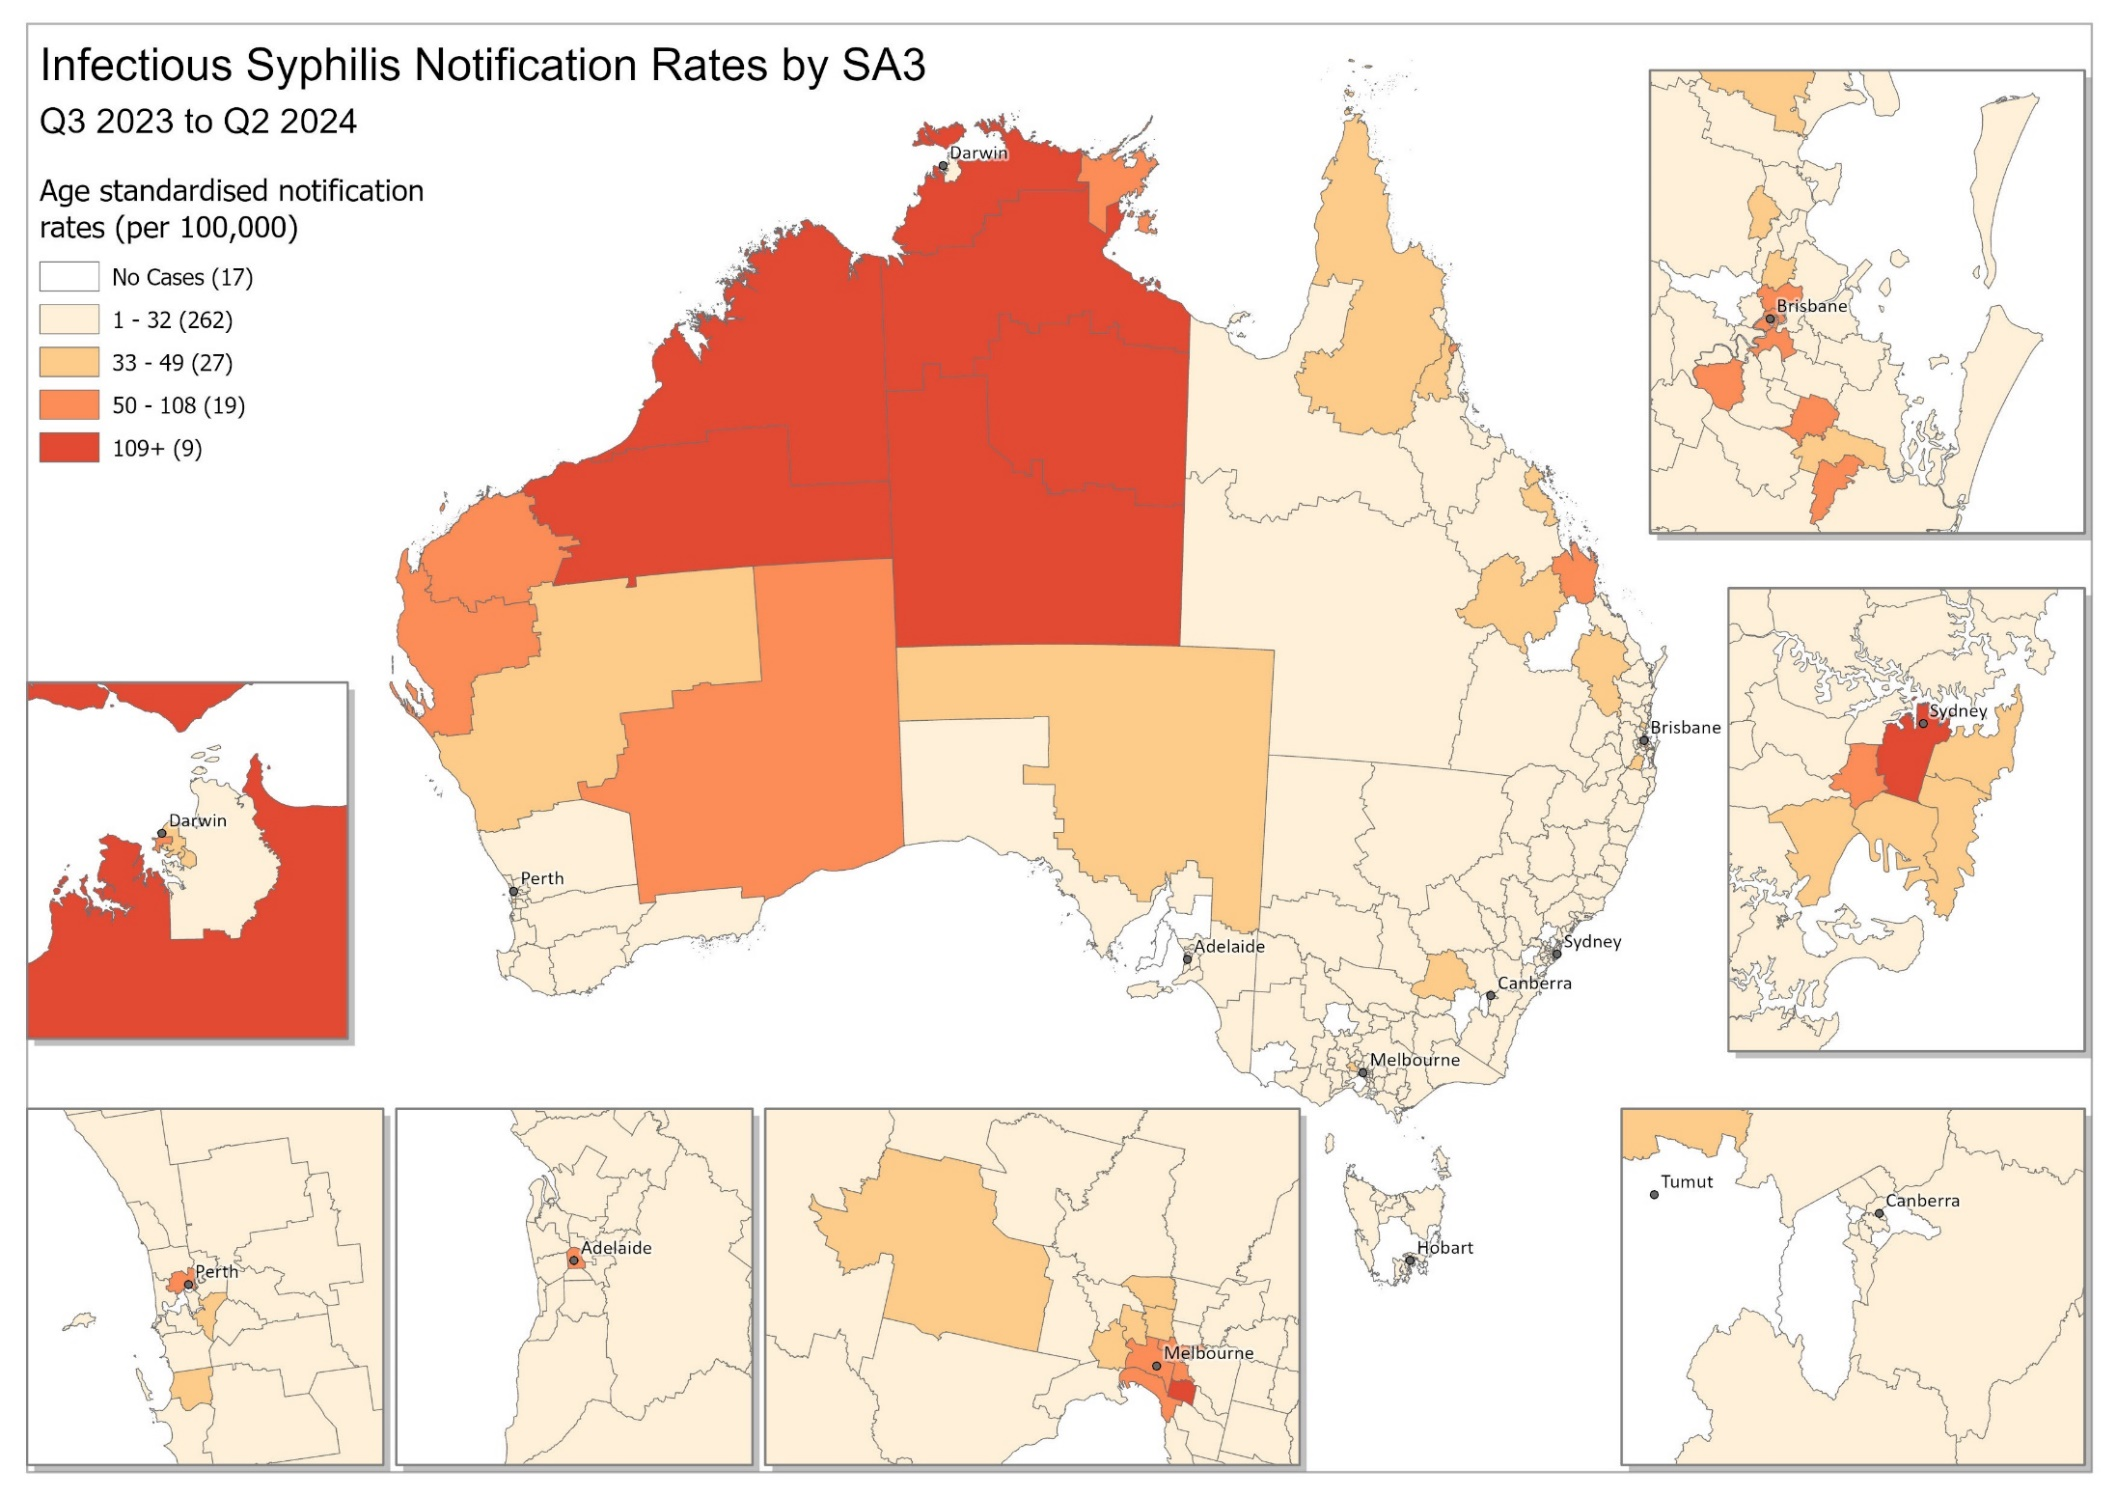 Infectious Syphilis Notification Rates by SA3
Q3 2023 to Q2 2024
Age standardised notification
rates (per 100,000)
No Cases (17)
1 - 32 (262)
33 - 49 (27)
50 - 108 (19)
109+ (9)
Darwin
Brisbane
Perth
Adelaide
Sydney
Canberra
Melbourne
Hobart
Brisbane
Sydney
Darwin
Perth
Adelaide
Melbourne
Tumut
Canberra